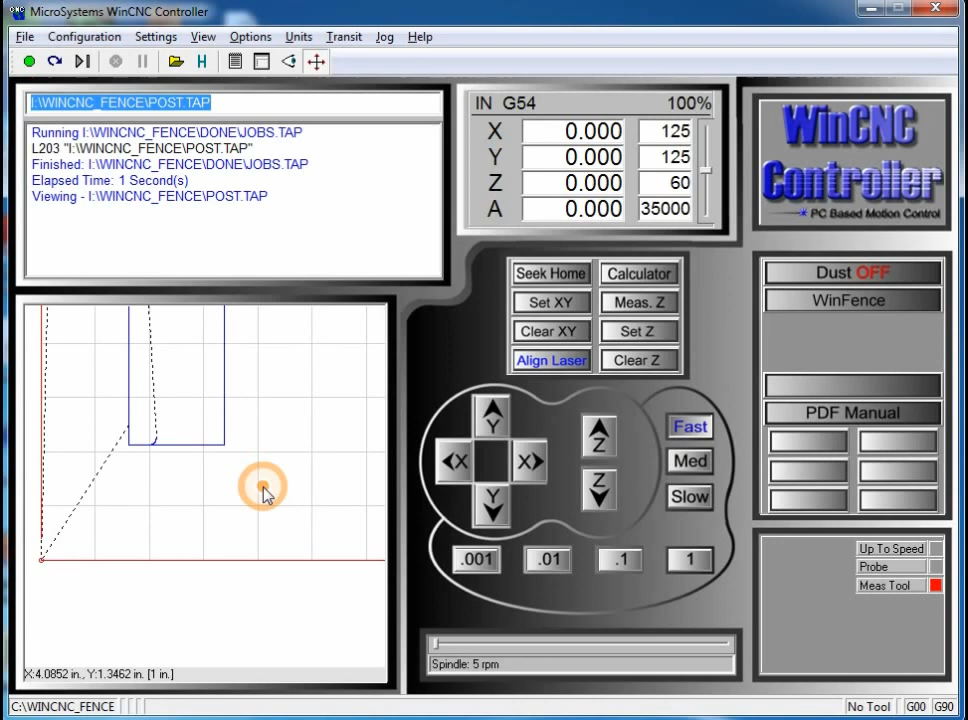 MicroSystems WinCNC Controller
File Configuration Settings View Options Units Transit Jog Help
I:\WINCNC_FENCE\POST.TAP
Running I:\WINCNC_FENCE\DONE\JOBS.TAP
L203 "I:\WINCNC_FENCE\POST.TAP"
Finished: I:\WINCNC_FENCE\DONE\JOBS.TAP
Elapsed Time: 1 Second(s)
Viewing - I:\WINCNC_FENCE\POST.TAP
IN G54 100%
X 0.000 125
Y 0.000 125
Z 0.000 60
A 0.000 35000
WinCNC
Controller
PC Based Motion Control
Seek Home Calculator
Set XY Meas. Z
Clear XY Set Z
Align Laser Clear Z
Dust OFF
WinFence
PDF Manual
Y
X X
Y
Z
Z
Fast
Med
Slow
.001 .01 .1 1
Up To Speed
Probe
Meas Tool
Spindle: 5 rpm
X:4.0852 in., Y:1.3462 in. [1 in.]
C:\WINCNC_FENCE No Tool G00 G90